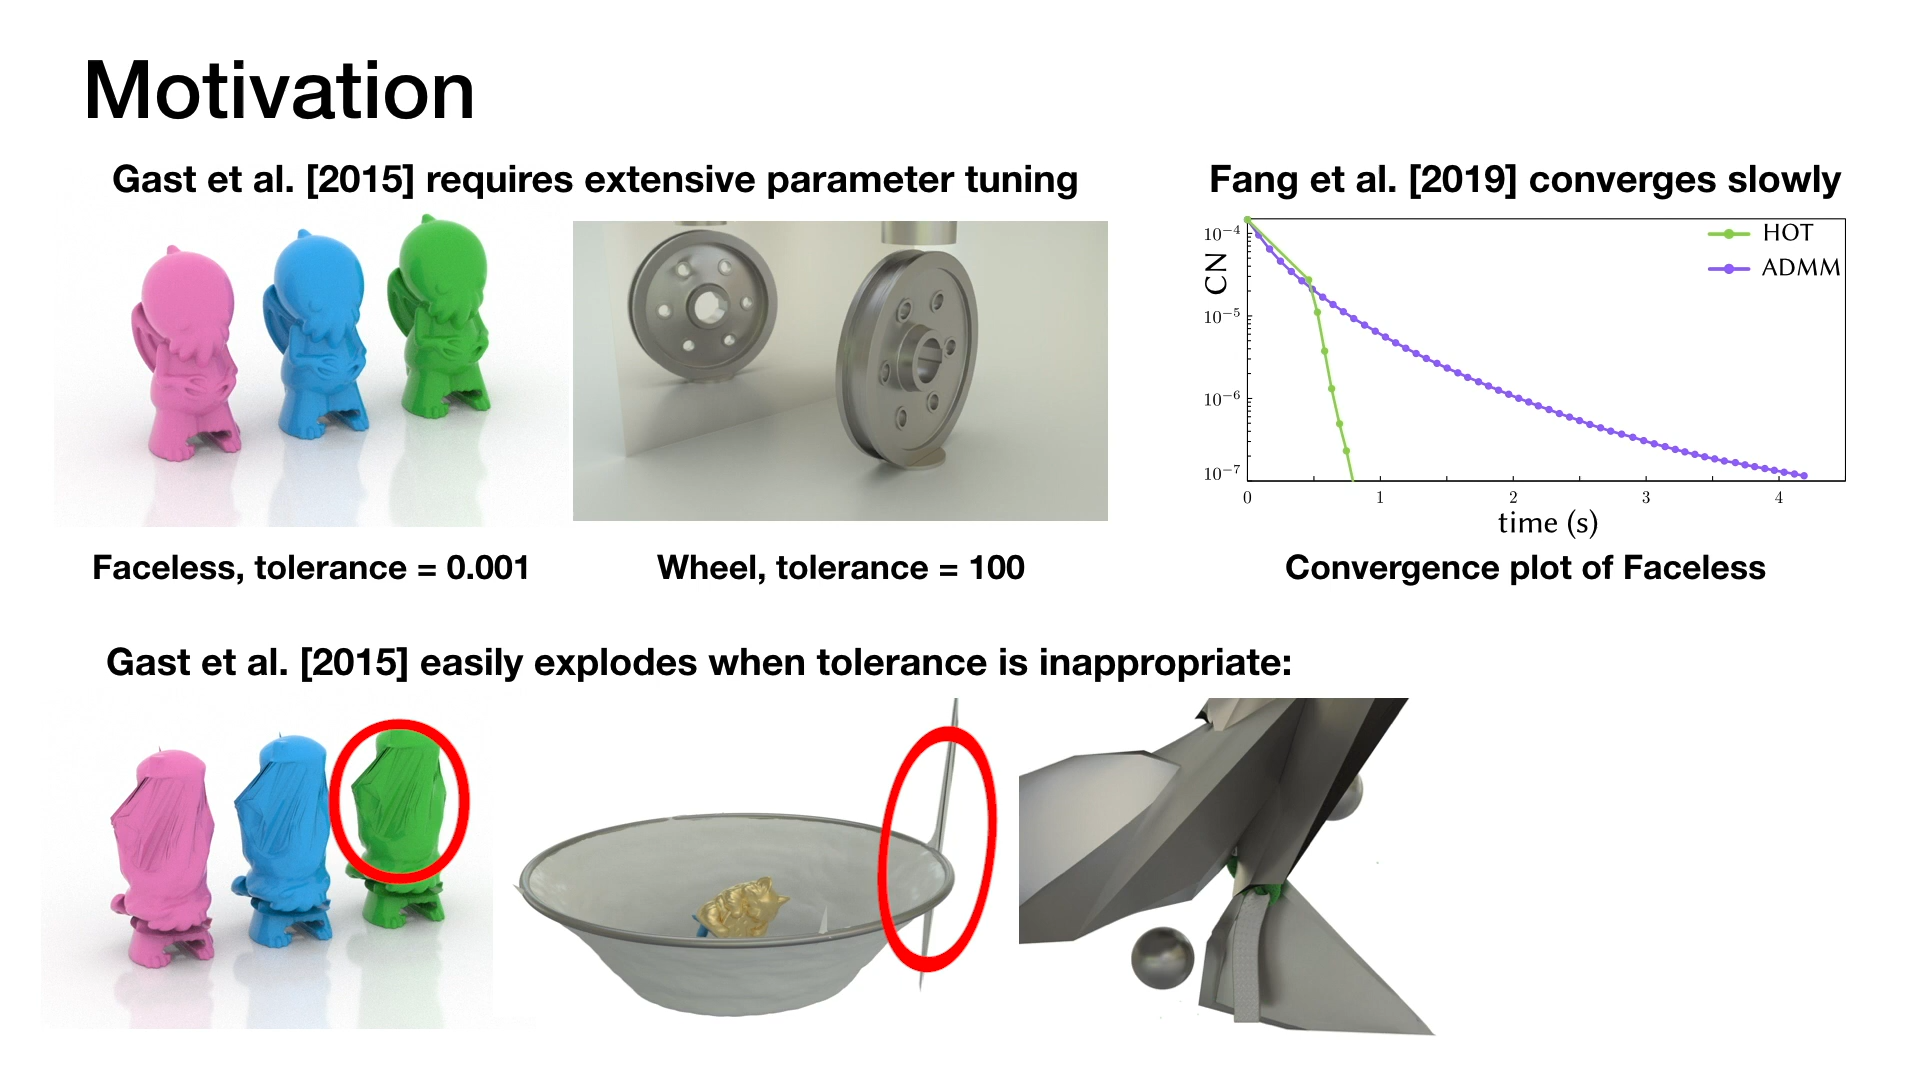 Motivation
Gast et al. [2015] requires extensive parameter tuning
Fang et al. [2019] converges slowly
HOT
ADMM
CN
10⁻⁴
10⁻⁵
10⁻⁶
10⁻⁷
0 1 2 3 4
time (s)
Faceless, tolerance = 0.001
Wheel, tolerance = 100
Convergence plot of Faceless
Gast et al. [2015] easily explodes when tolerance is inappropriate: